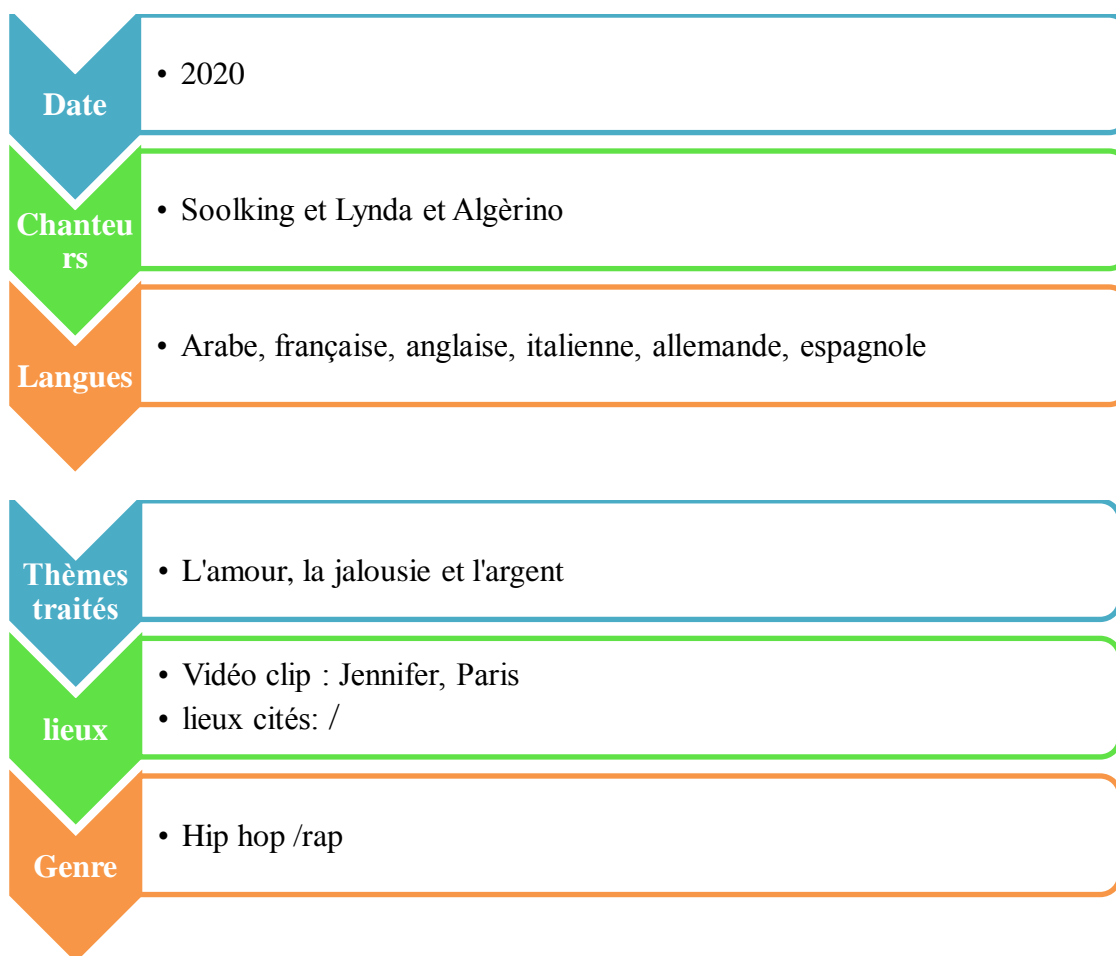 Date
• 2020
Chanteu
rs
• Soolking et Lynda et Algèrino
Langues
• Arabe, française, anglaise, italienne, allemande, espagnole
Thèmes
traités
• L'amour, la jalousie et l'argent
lieux
• Vidéo clip : Jennifer, Paris
• lieux cités: /
Genre
• Hip hop /rap